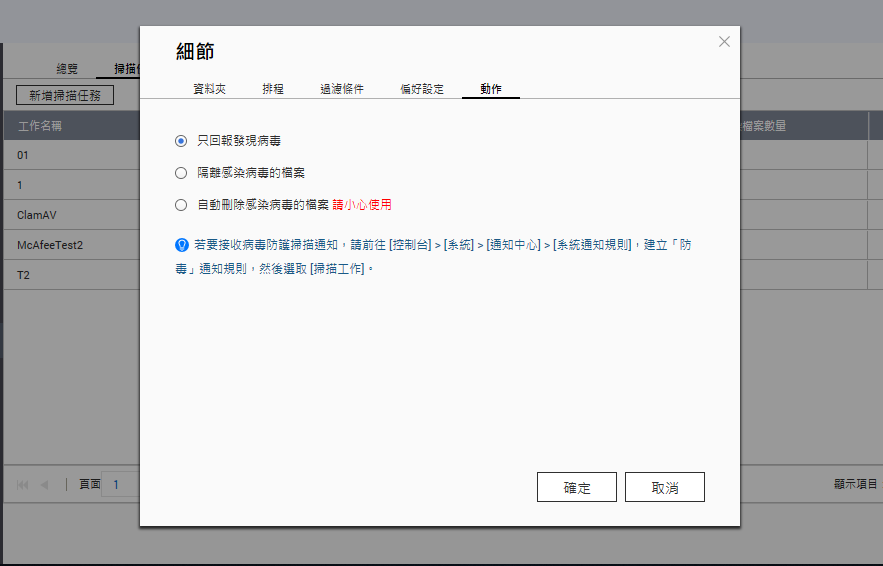 細節
總覽
掃描
資料夾 排程 過濾條件 偏好設定 動作
新增掃描任務
工作名稱
檔案數量
只回報發現病毒
01
隔離感染病毒的檔案
1
自動刪除感染病毒的檔案 請小心使用
ClamAV
McAfeeTest2
若要接收病毒防護掃描通知,請前往 [控制台] > [系統] > [通知中心] > [系統通知規則],建立「防
毒」通知規則,然後選取 [掃描工作]。
T2
頁面 1
顯示項目
確定 取消